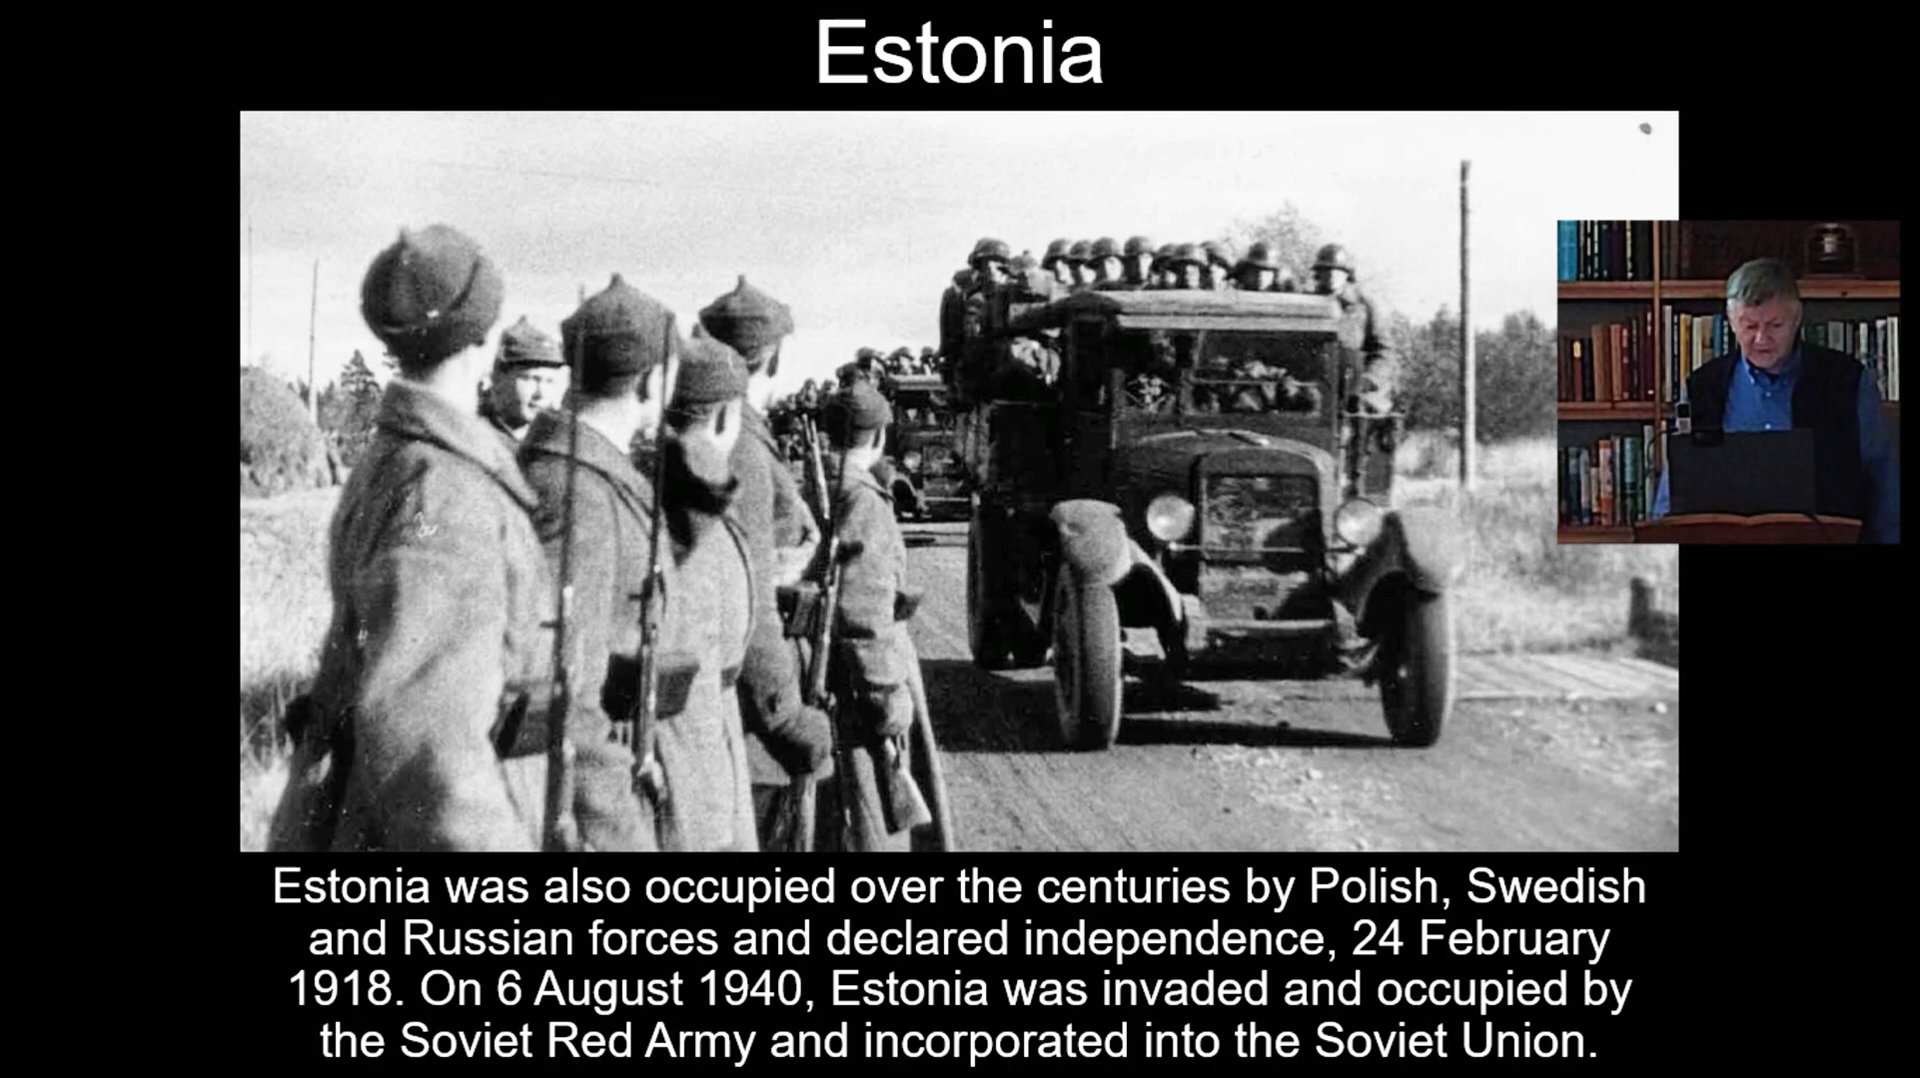 Estonia
Estonia was also occupied over the centuries by Polish, Swedish
and Russian forces and declared independence, 24 February
1918. On 6 August 1940, Estonia was invaded and occupied by
the Soviet Red Army and incorporated into the Soviet Union.